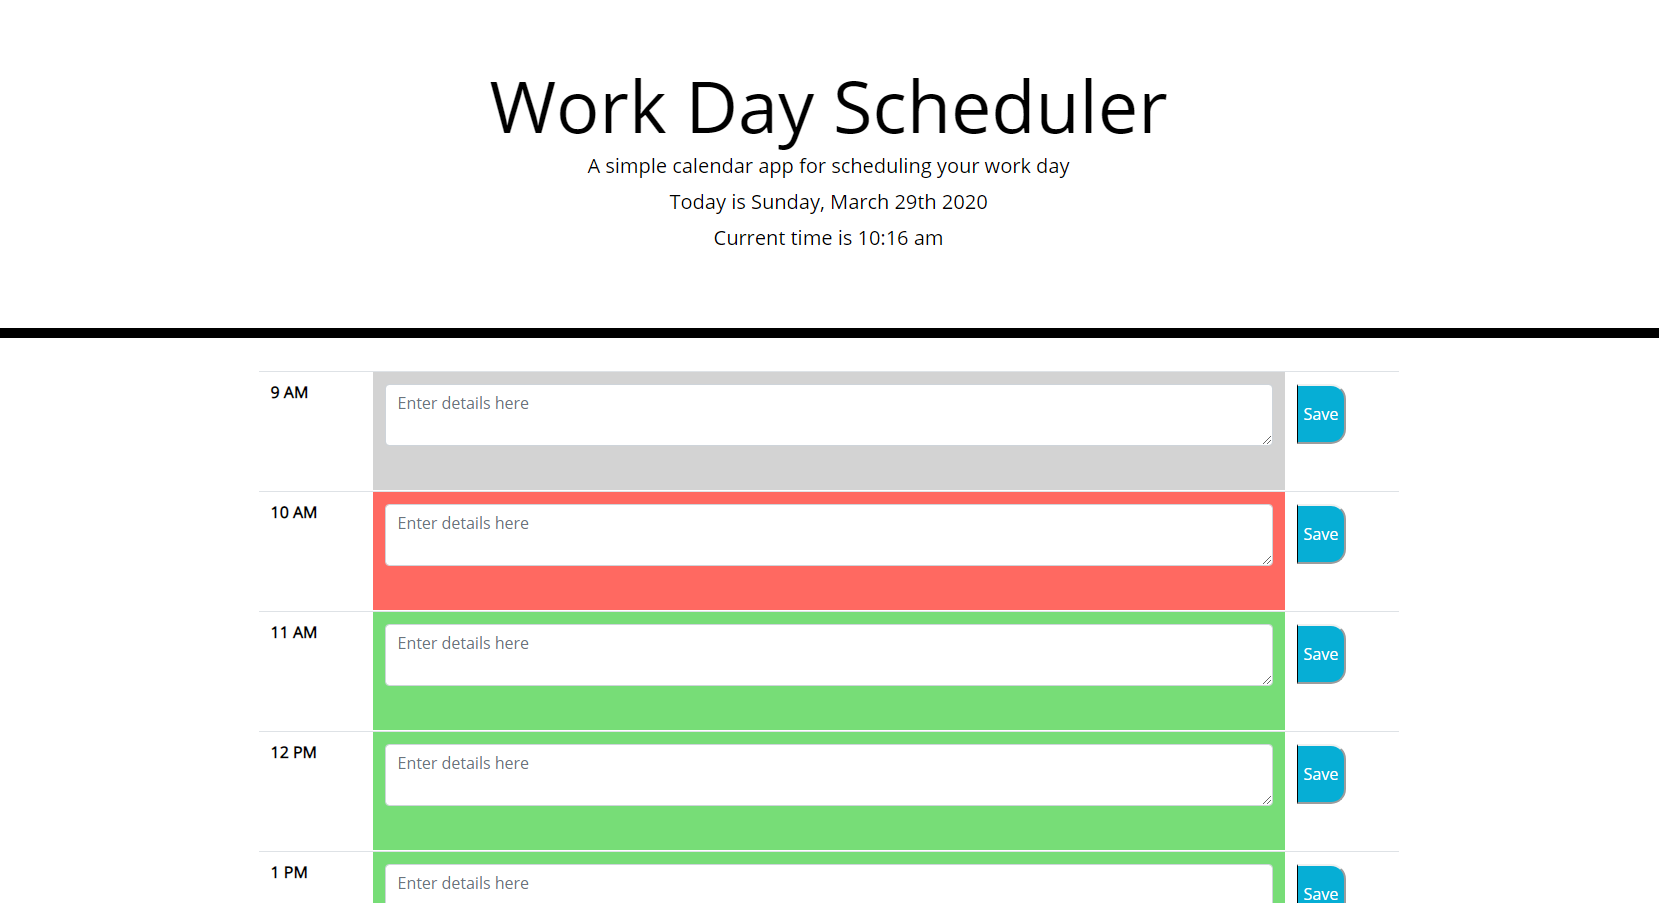 Work Day Scheduler
A simple calendar app for scheduling your work day
Today is Sunday, March 29th 2020
Current time is 10:16 am
9 AM
Enter details here
Save
10 AM
Enter details here
Save
11 AM
Enter details here
Save
12 PM
Enter details here
Save
1 PM
Enter details here
Save